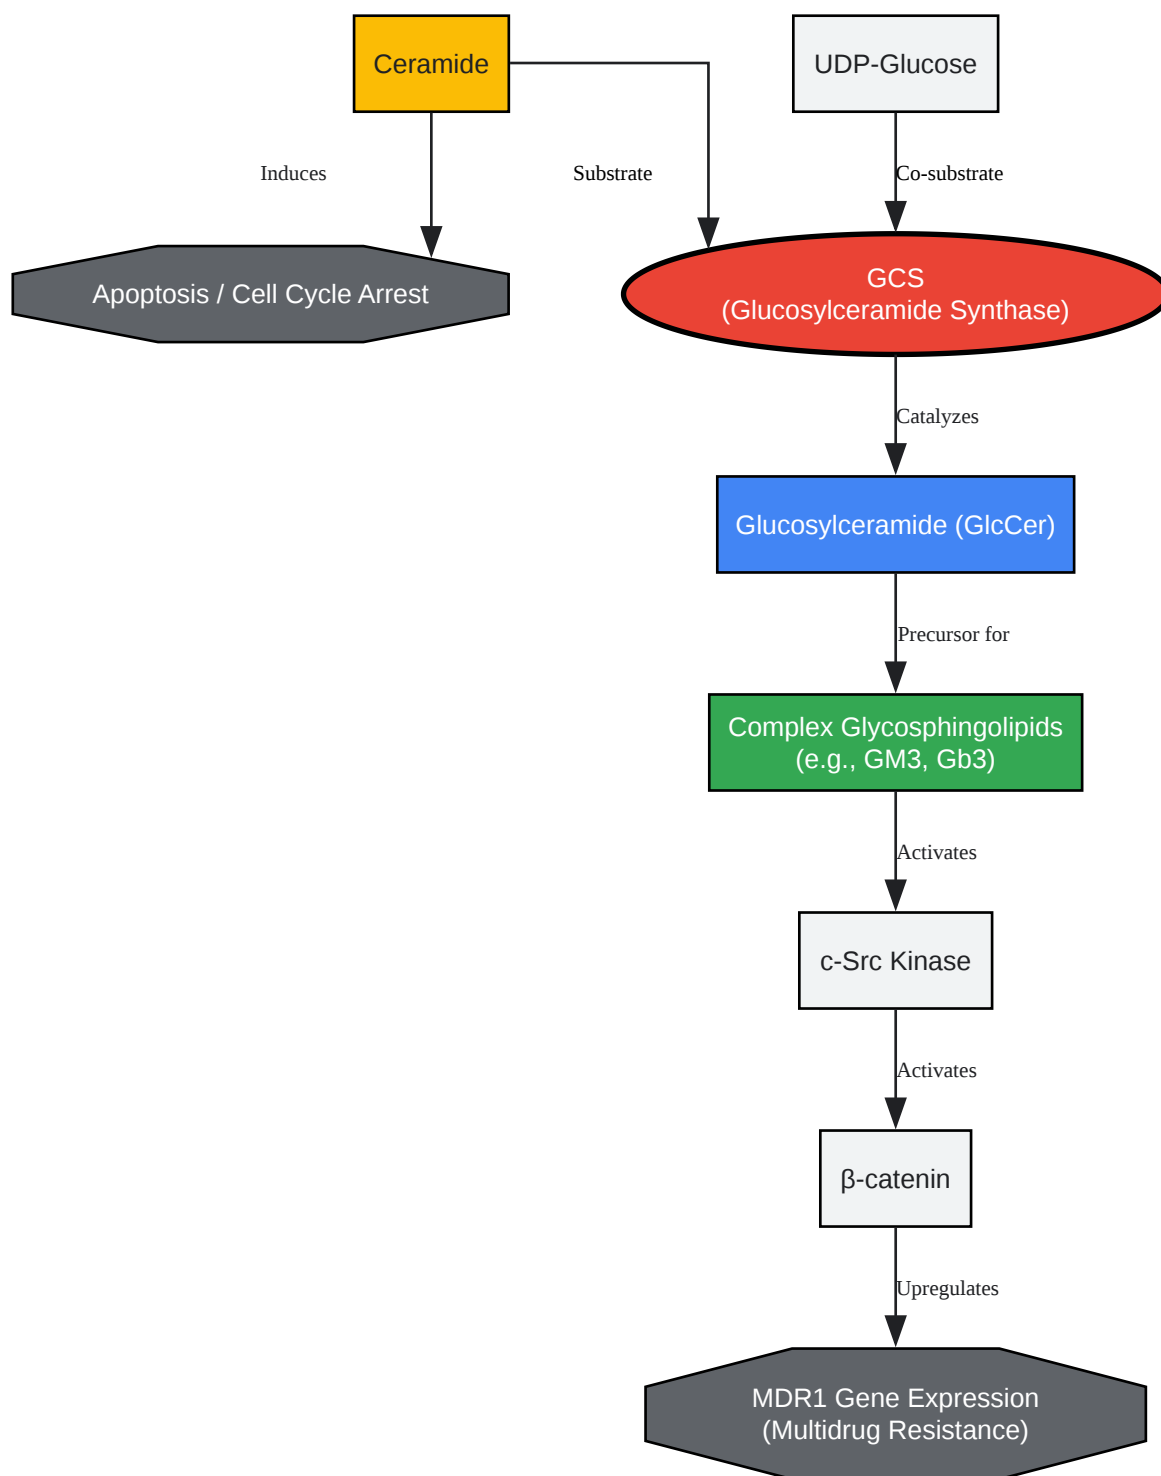 Ceramide
UDP-Glucose
Induces
Substrate
Co-substrate
Apoptosis / Cell Cycle Arrest
GCS
(Glucosylceramide Synthase)
Catalyzes
Glucosylceramide (GlcCer)
Precursor for
Complex Glycosphingolipids
(e.g., GM3, Gb3)
Activates
c-Src Kinase
Activates
β-catenin
Upregulates
MDR1 Gene Expression
(Multidrug Resistance)